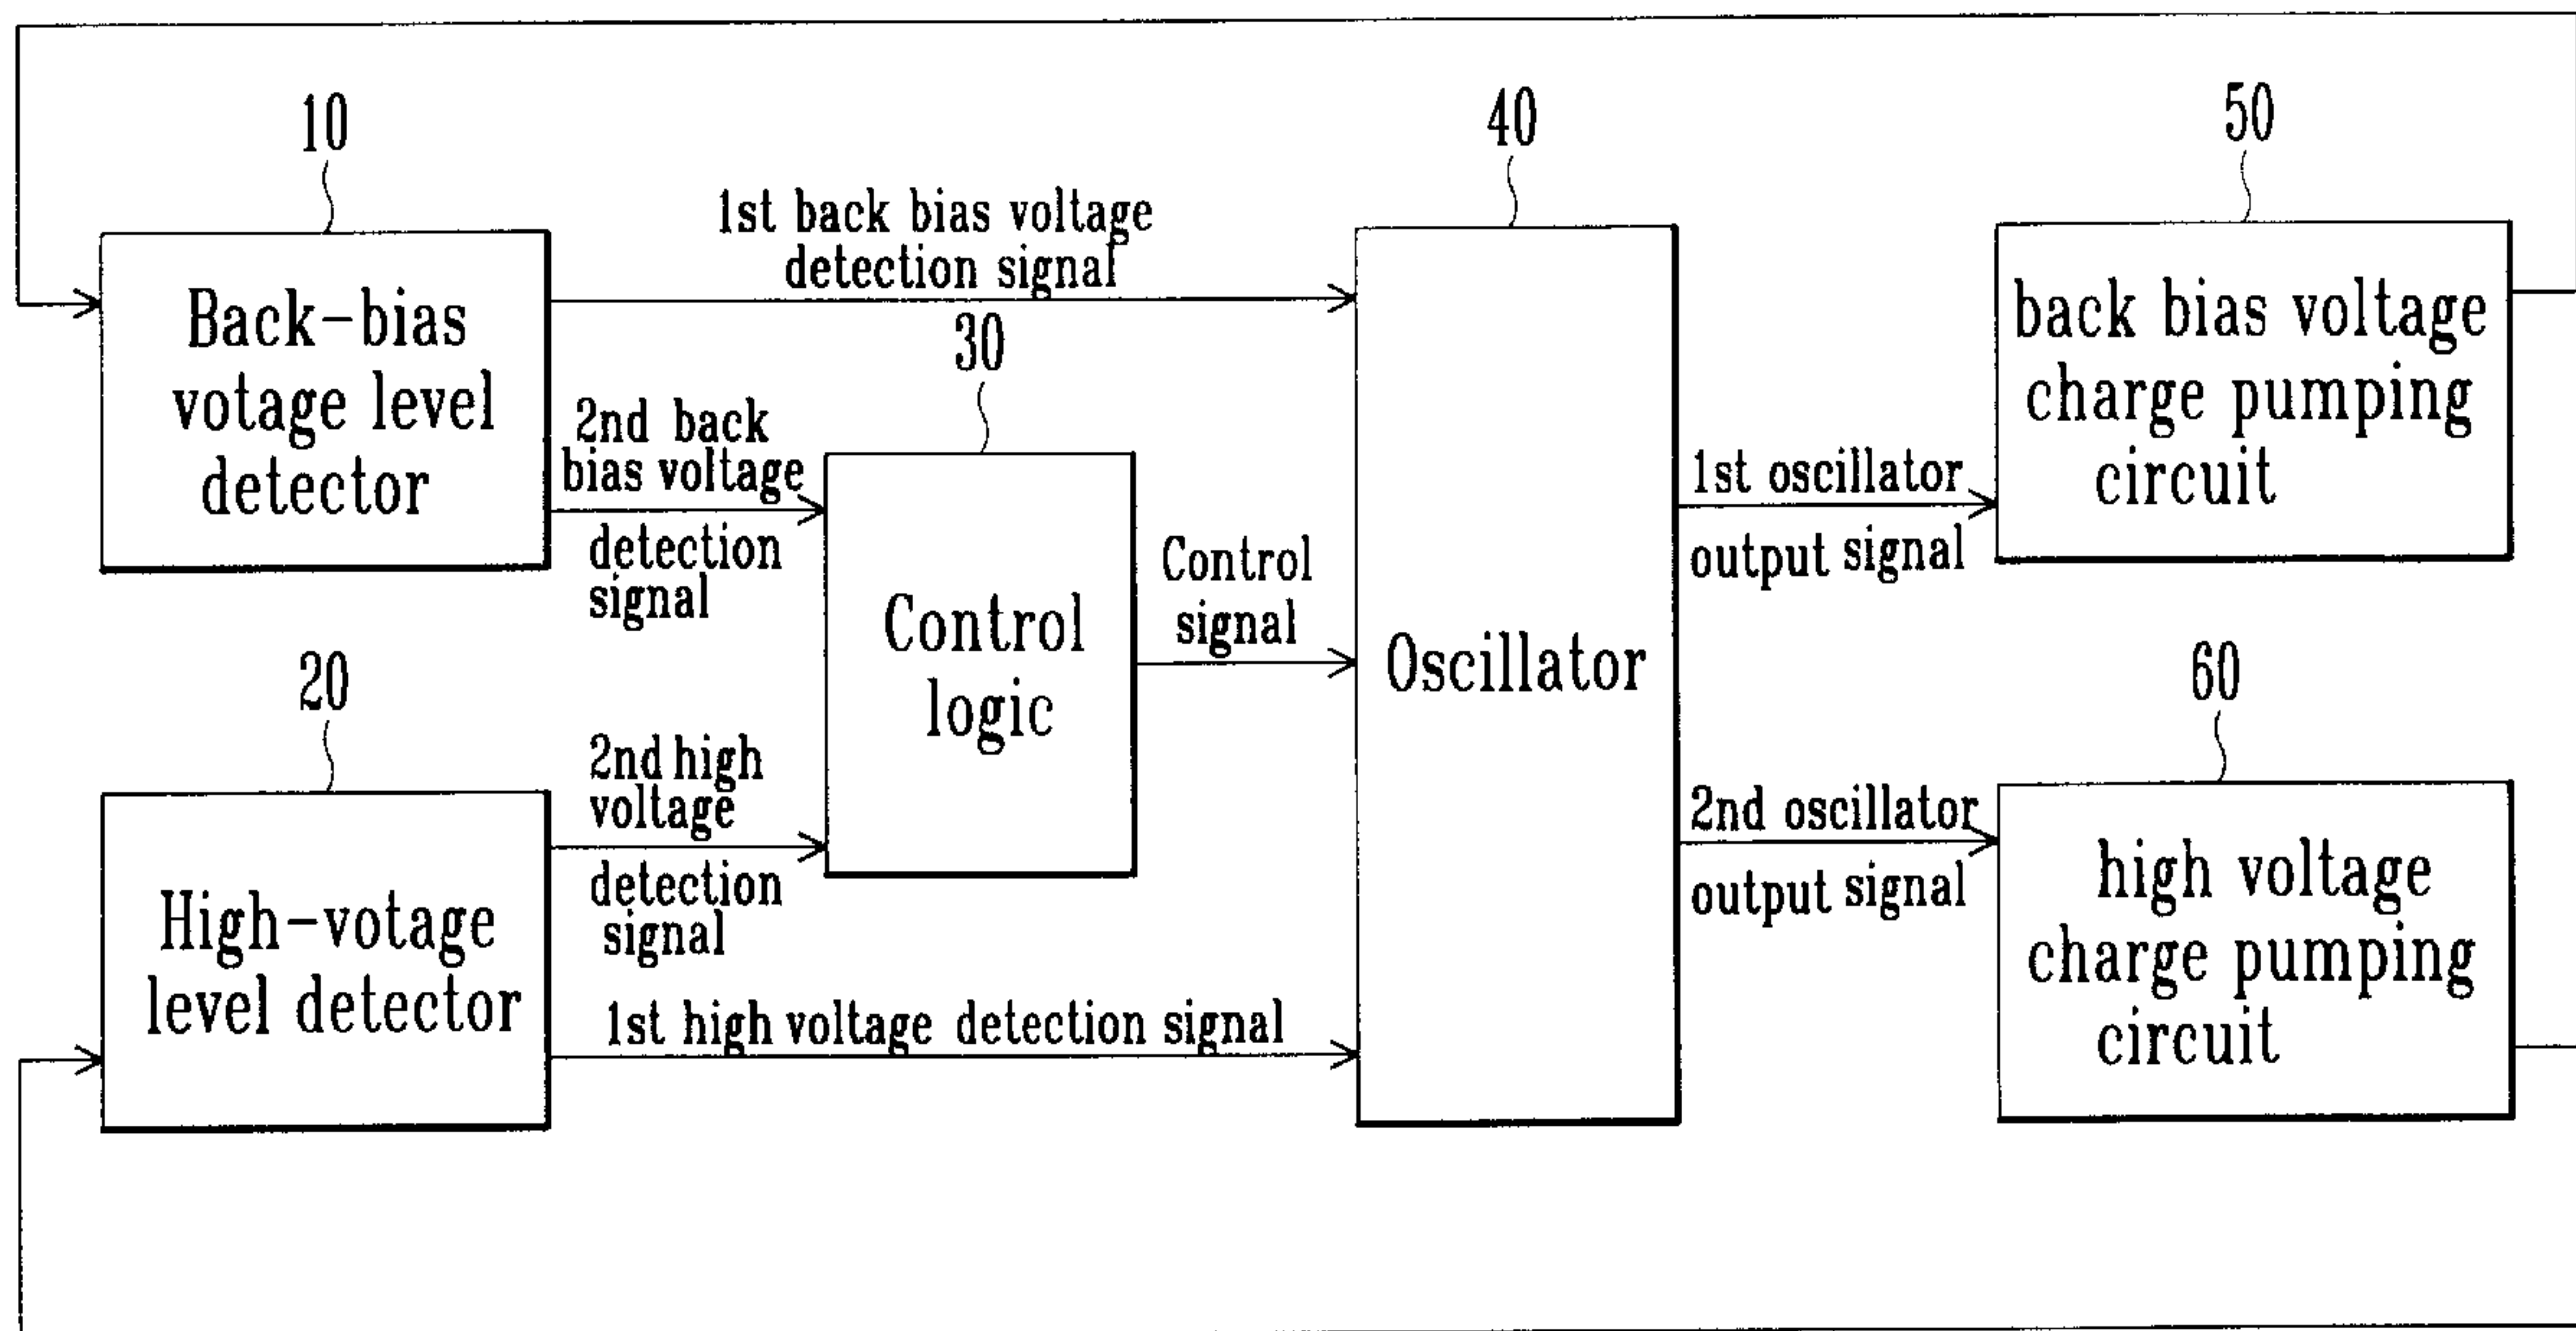 10
Back-bias
votage level
detector
1st back bias voltage
detection signal
2nd back
bias voltage
detection
signal
20
High-votage
level detector
2nd high
voltage
detection
signal
1st high voltage detection signal
30
Control
logic
Control
signal
40
Oscillator
1st oscillator
output signal
2nd oscillator
output signal
50
back bias voltage
charge pumping
circuit
60
high voltage
charge pumping
circuit